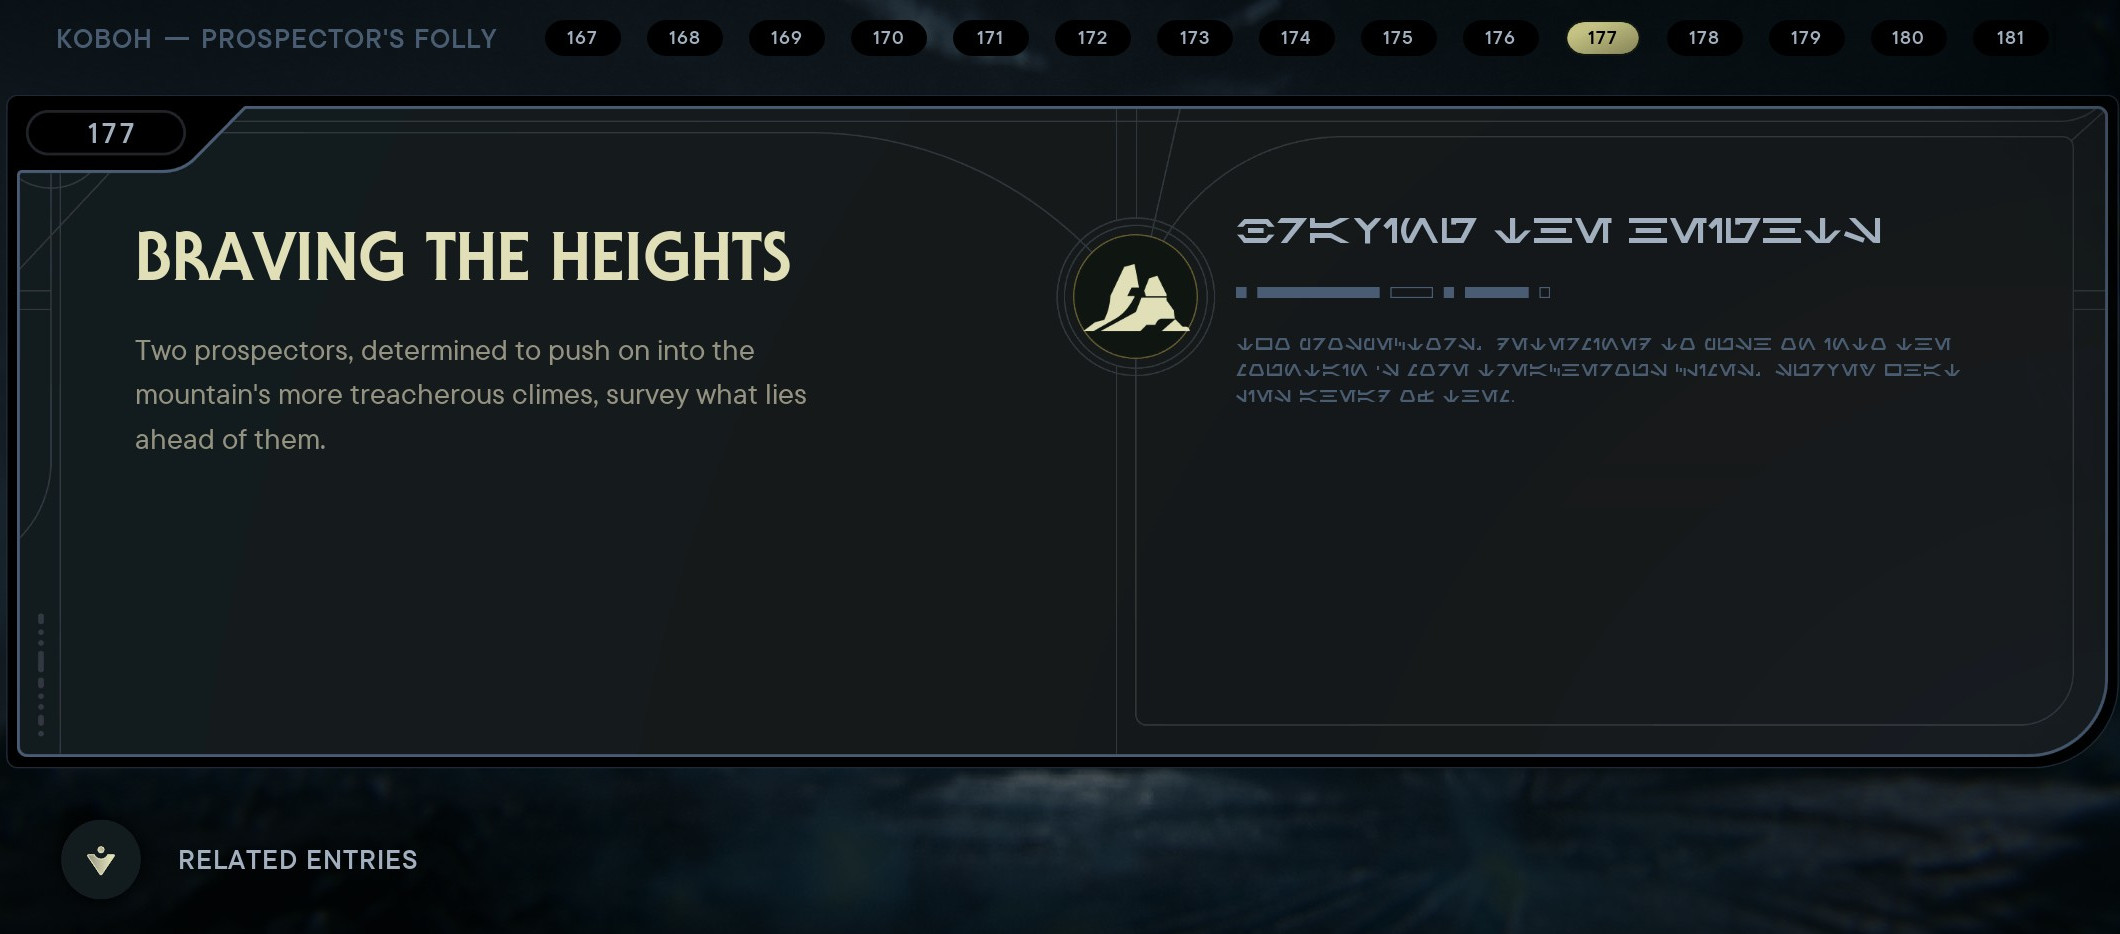 KOBOH — PROSPECTOR'S FOLLY 167 168 169 170 171 172 173 174 175 176 177 178 179 180 181
177
BRAVING THE HEIGHTS
Two prospectors, determined to push on into the
mountain's more treacherous climes, survey what lies
ahead of them.
RELATED ENTRIES